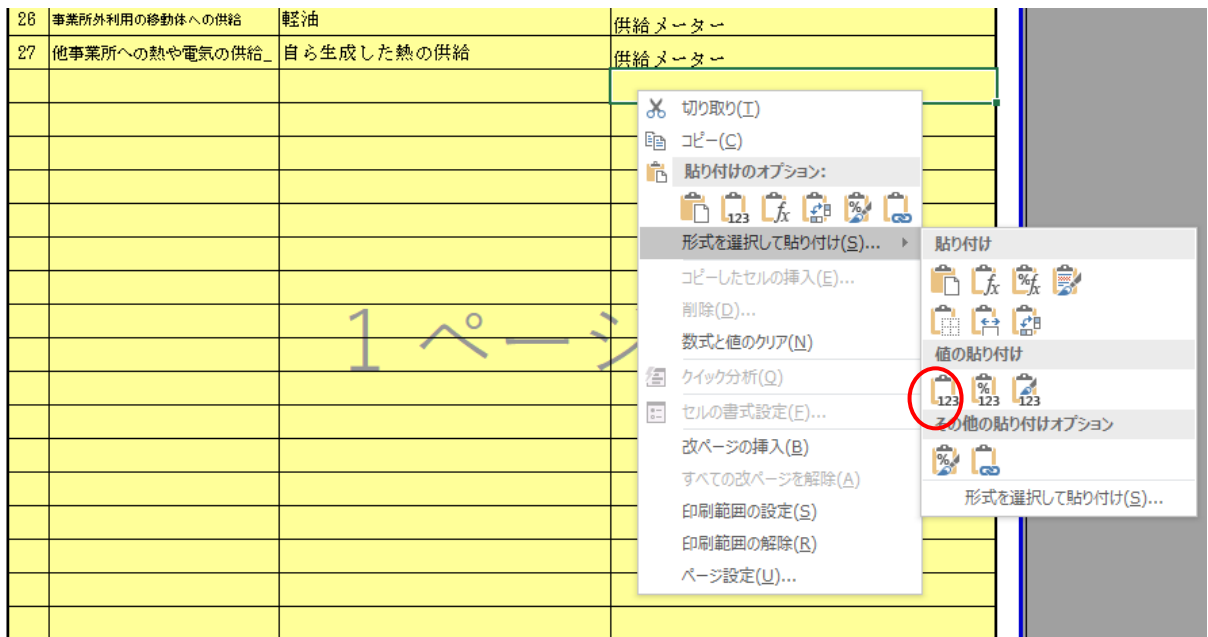 26 事業所外利用の移動体への供給 軽油 供給メーター
27 他事業所への熱や電気の供給_ 自ら生成した熱の供給 供給メーター
切り取り(T)
コピー(C)
貼り付けのオプション:
123
fx
%
形式を選択して貼り付け(S)...
貼り付け
fx
%fx
コピーしたセルの挿入(E)...
削除(D)...
1 ページ
数式と値のクリア(N)
値の貼り付け
クイック分析(Q)
123
%
123
123
セルの書式設定(F)...
その他の貼り付けオプション
改ページの挿入(B)
%
すべての改ページを解除(A)
形式を選択して貼り付け(S)...
印刷範囲の設定(S)
印刷範囲の解除(R)
ページ設定(U)...